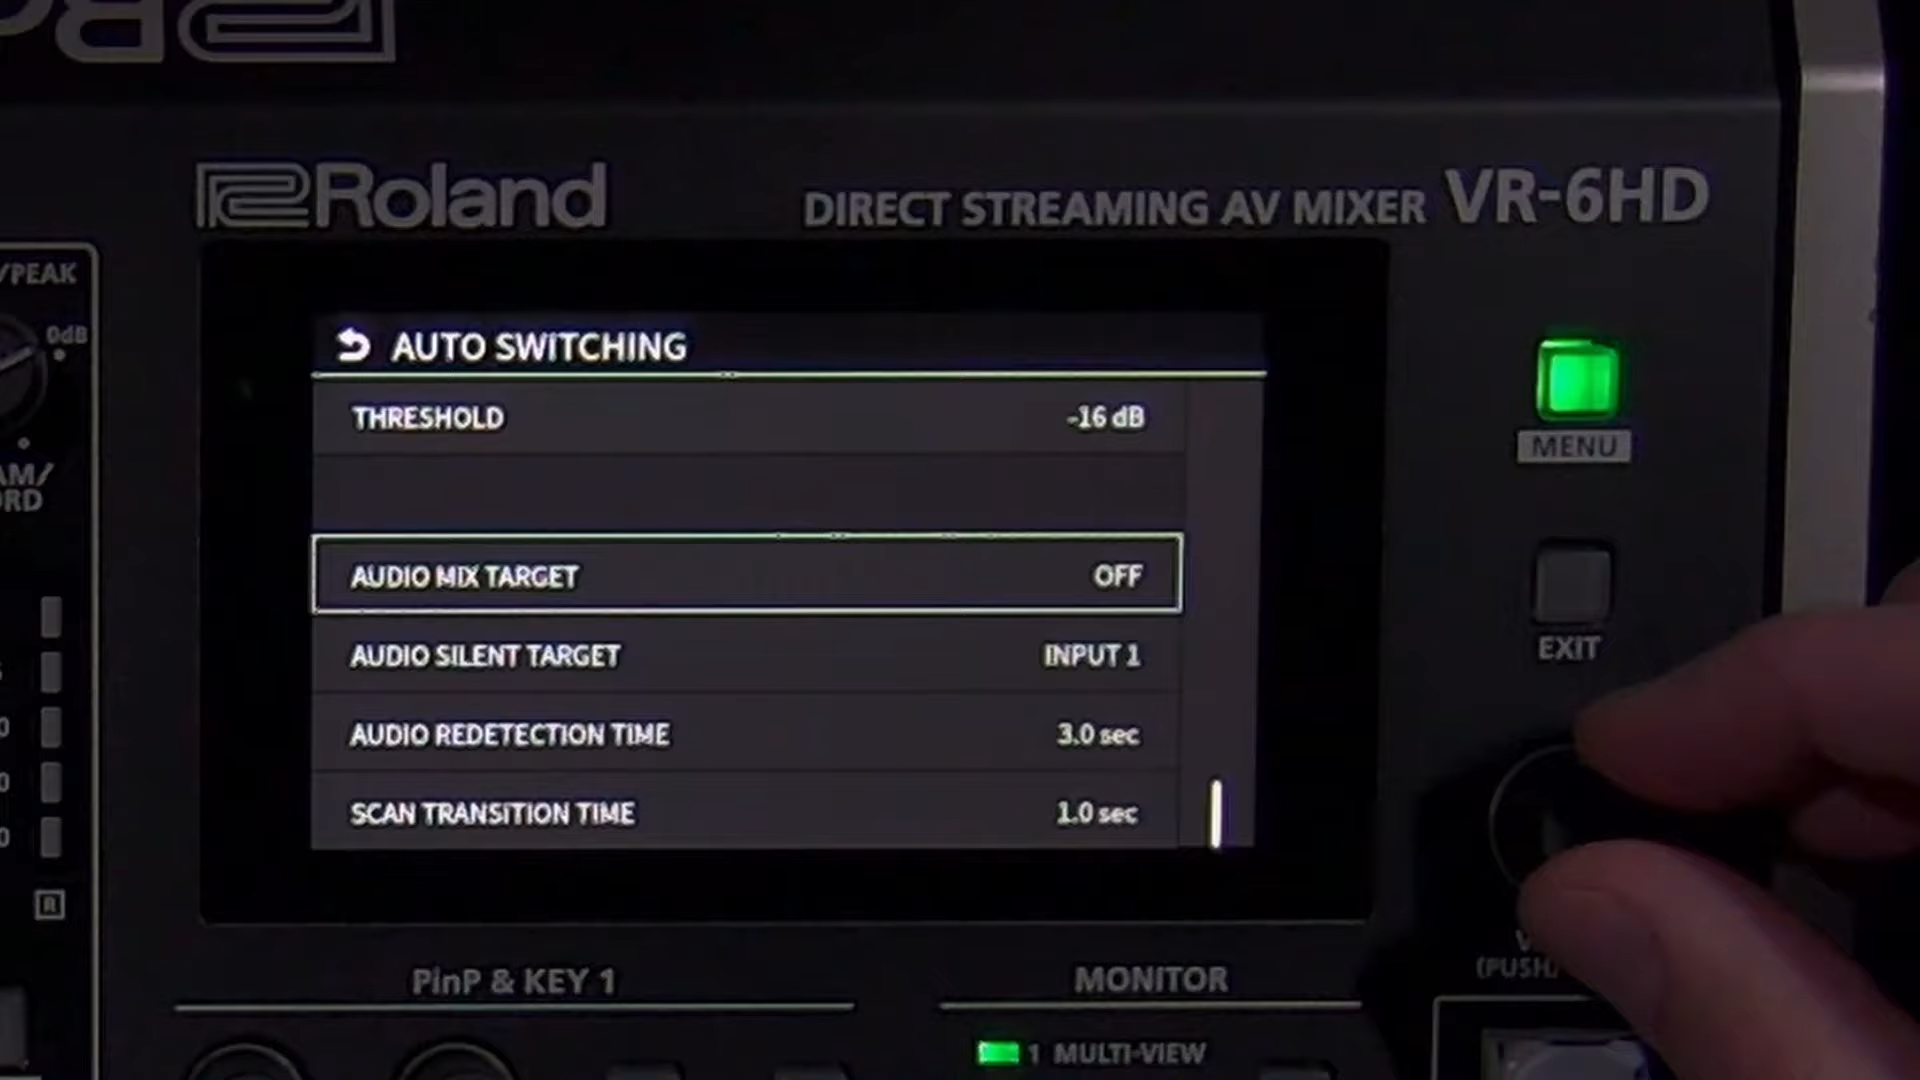 Roland
DIRECT STREAMING AV MIXER VR-6HD
/PEAK
0dB
AUTO SWITCHING
THRESHOLD -16 dB
MENU
AUDIO MIX TARGET OFF
EXIT
AUDIO SILENT TARGET INPUT 1
AUDIO REDETECTION TIME 3.0 sec
SCAN TRANSITION TIME 1.0 sec
R
(PUSH/
PinP & KEY 1
MONITOR
1 MULTI-VIEW